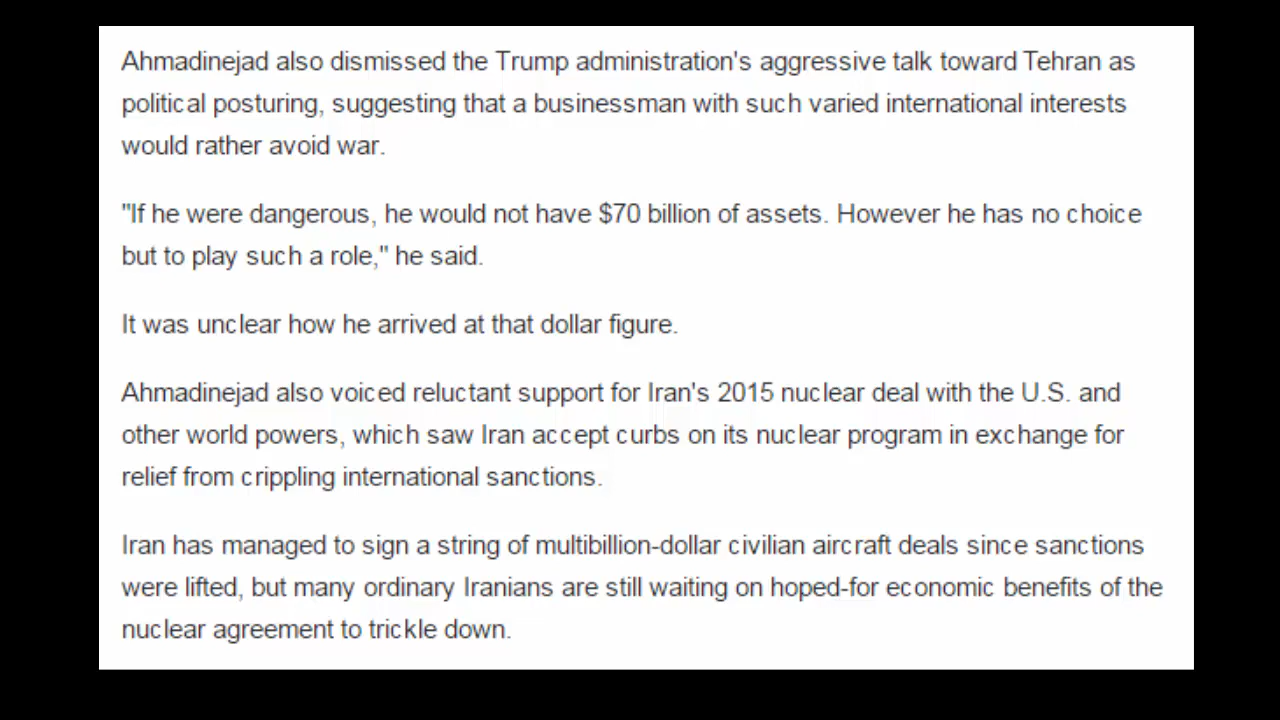 Ahmadinejad also dismissed the Trump administration's aggressive talk toward Tehran as
political posturing, suggesting that a businessman with such varied international interests
would rather avoid war.
"If he were dangerous, he would not have $70 billion of assets. However he has no choice
but to play such a role," he said.
It was unclear how he arrived at that dollar figure.
Ahmadinejad also voiced reluctant support for Iran's 2015 nuclear deal with the U.S. and
other world powers, which saw Iran accept curbs on its nuclear program in exchange for
relief from crippling international sanctions.
Iran has managed to sign a string of multibillion-dollar civilian aircraft deals since sanctions
were lifted, but many ordinary Iranians are still waiting on hoped-for economic benefits of the
nuclear agreement to trickle down.